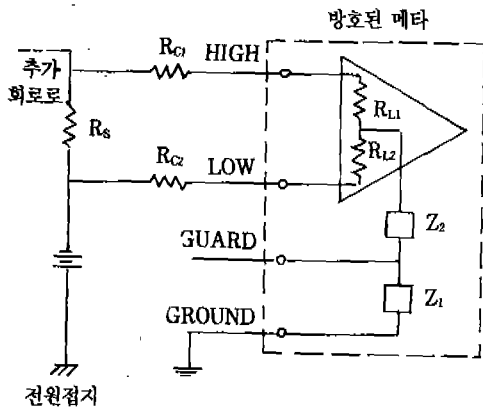 방호된 메타
추가
회로로
R_C1
HIGH
R_S
R_L1
R_L2
R_C2
LOW
Z_2
GUARD
Z_1
GROUND
전원접지